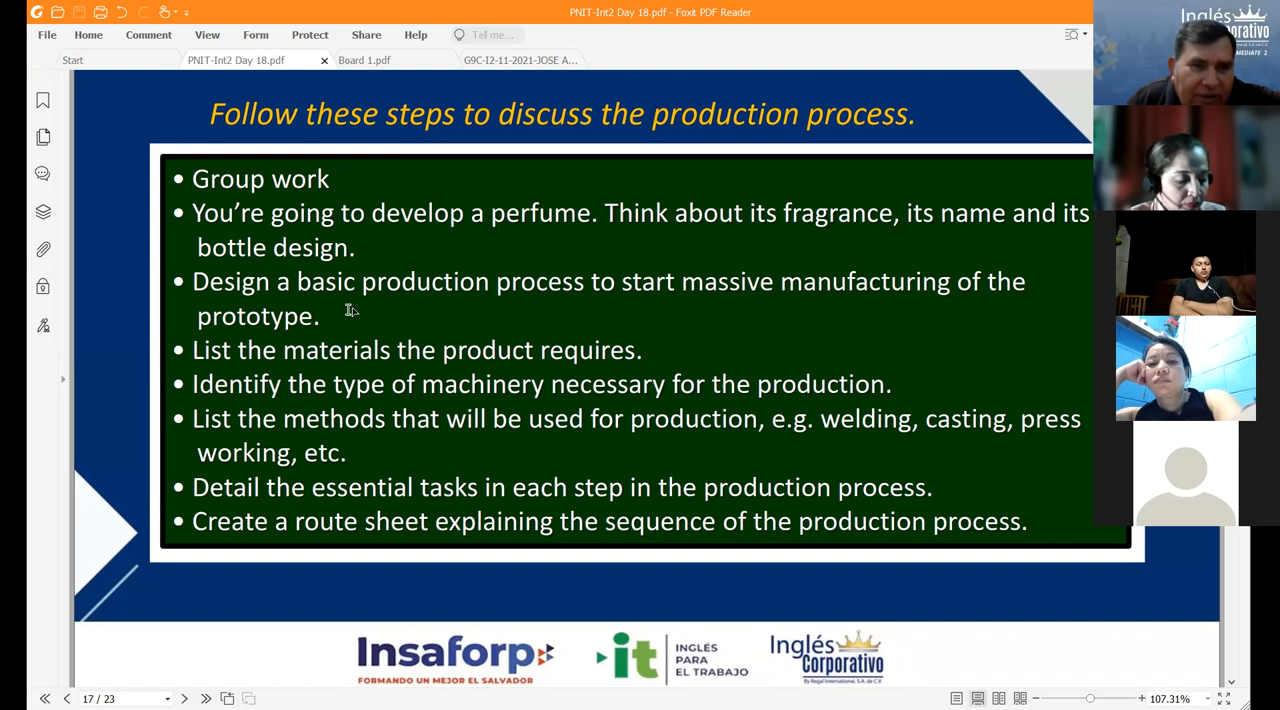 PNIT-Int2 Day 18.pdf - Foxit PDF Reader
File Home Comment View Form Protect Share Help Tell me...
Start PNIT-Int2 Day 18.pdf Board 1.pdf G9C-I2-11-2021-JOSE A...
Follow these steps to discuss the production process.
• Group work
• You're going to develop a perfume. Think about its fragrance, its name and its
bottle design.
• Design a basic production process to start massive manufacturing of the
prototype.
• List the materials the product requires.
• Identify the type of machinery necessary for the production.
• List the methods that will be used for production, e.g. welding, casting, press
working, etc.
• Detail the essential tasks in each step in the production process.
• Create a route sheet explaining the sequence of the production process.
Insaforp
FORMANDO UN MEJOR EL SALVADOR
it
INGLÉS
PARA
EL TRABAJO
Inglés
Corporativo
By Regal International, S.A. de C.V.
17 / 23
107.31%
Inglés
Corporativo
MEDIATE 2